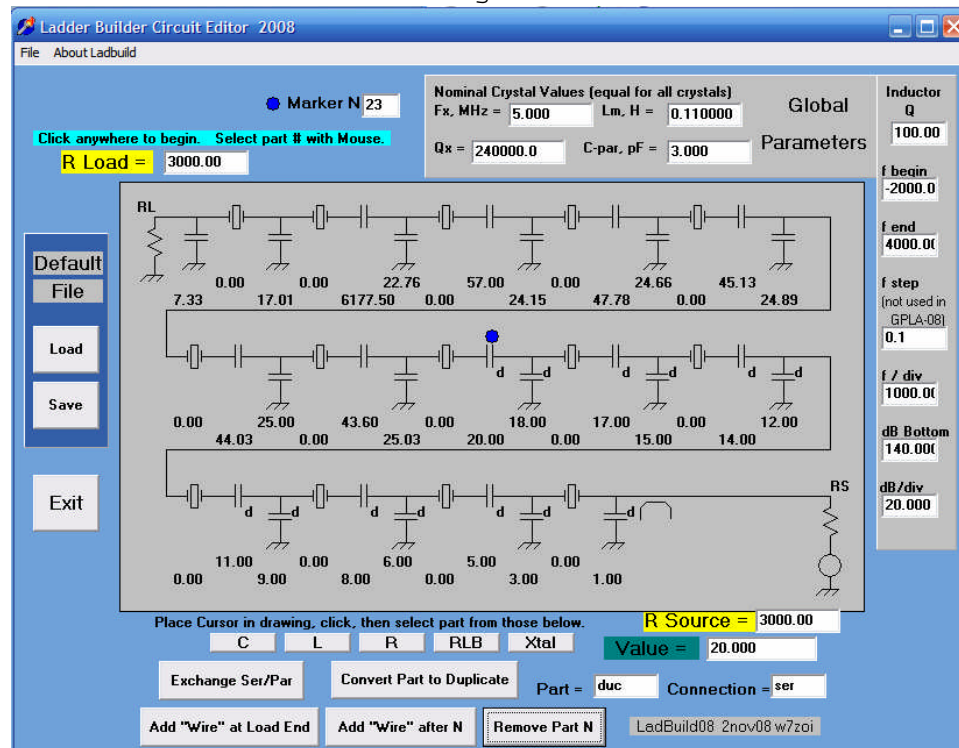 Ladder Builder Circuit Editor 2008
File About Ladbuild
Marker N 23
Nominal Crystal Values (equal for all crystals)
Fx, MHz = 5.000 Lm, H = 0.110000 Global
Qx = 240000.0 C-par, pF = 3.000 Parameters
Inductor
Q
100.00
Click anywhere to begin. Select part # with Mouse.
R Load = 3000.00
f begin
-2000.0
f end
4000.0(
f step
(not used in
GPLA-08)
0.1
f / div
1000.0(
dB Bottom
140.00(
dB/div
20.000
Default
File
Load
Save
Exit
RL
0.00 0.00 22.76 57.00 0.00 24.66 45.13
7.33 17.01 6177.50 0.00 24.15 47.78 0.00 24.89
d d d d d
0.00 25.00 43.60 0.00 18.00 17.00 0.00 12.00
44.03 0.00 25.03 20.00 0.00 15.00 14.00
RS
d d d d d d d
11.00 0.00 6.00 5.00 0.00
0.00 9.00 8.00 0.00 3.00 1.00
Place Cursor in drawing, click, then select part from those below.
R Source = 3000.00
C L R RLB Xtal
Value = 20.000
Exchange Ser/Par Convert Part to Duplicate Part = duc Connection = ser
Add "Wire" at Load End Add "Wire" after N Remove Part N LadBuild08 2nov08 w7zoi